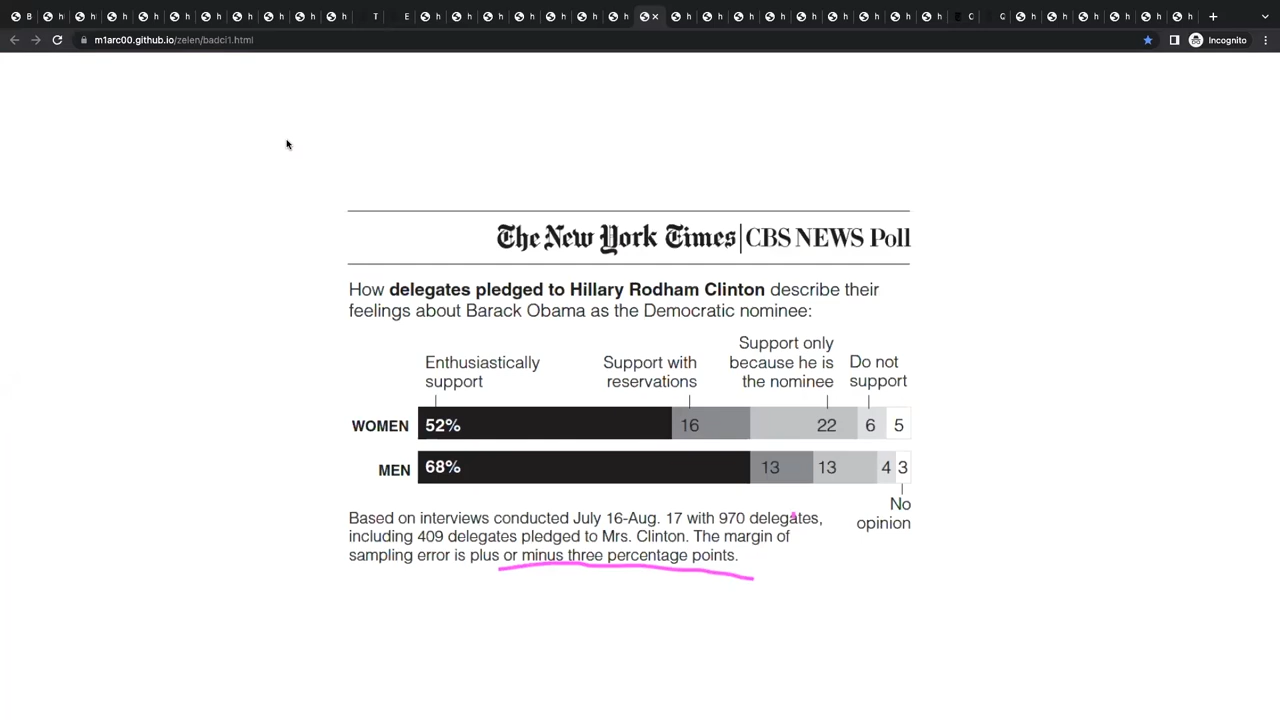 B h h h h h h h h h h T E h h h h h h h h h h h h h h h h h C G h h h h h h
m1arc00.github.io/zelen/badci1.html Incognito
The New York Times | CBS NEWS Poll
How delegates pledged to Hillary Rodham Clinton describe their
feelings about Barack Obama as the Democratic nominee:
Enthusiastically
support
Support with
reservations
Support only
because he is
the nominee
Do not
support
WOMEN 52% 16 22 6 5
MEN 68% 13 13 4 3
No
opinion
Based on interviews conducted July 16-Aug. 17 with 970 delegates,
including 409 delegates pledged to Mrs. Clinton. The margin of
sampling error is plus or minus three percentage points.